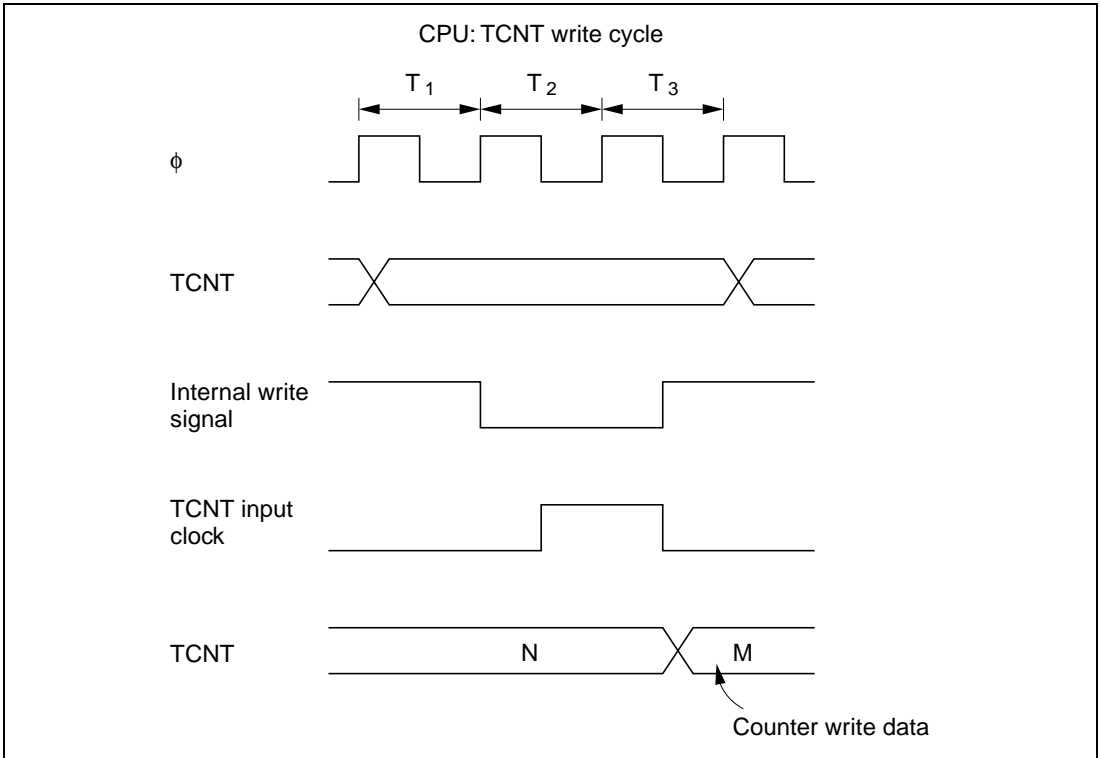 CPU: TCNT write cycle
T1 T2 T3
ϕ
TCNT
Internal write
signal
TCNT input
clock
TCNT
N M
Counter write data